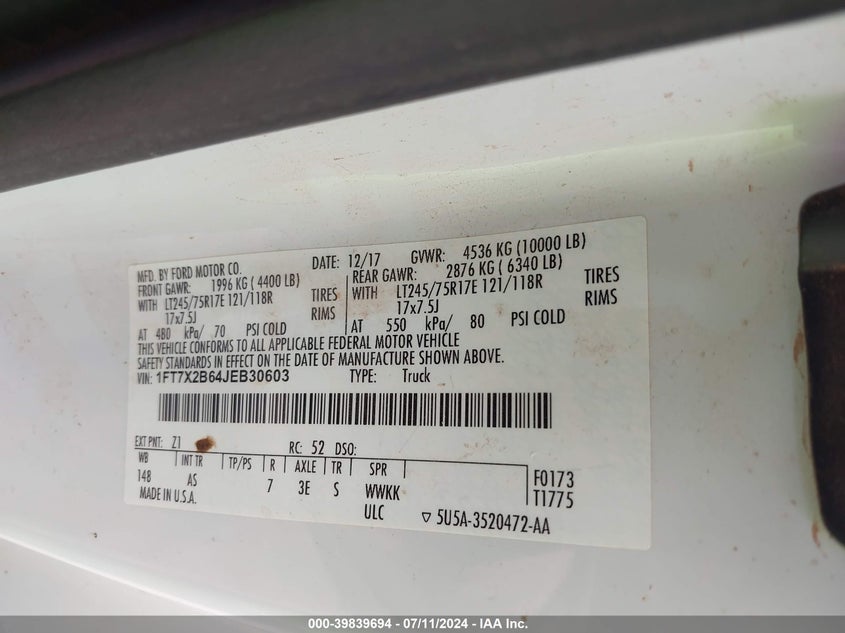 MFD. BY FORD MOTOR CO. DATE: 12/17 GVWR: 4536 KG (10000 LB)
FRONT GAWR: 1996 KG ( 4400 LB) REAR GAWR: 2876 KG ( 6340 LB)
WITH LT245/75R17E 121/118R TIRES WITH LT245/75R17E 121/118R TIRES
17x7.5J RIMS 17x7.5J RIMS
AT 480 kPa/ 70 PSI COLD AT 550 kPa/ 80 PSI COLD
THIS VEHICLE CONFORMS TO ALL APPLICABLE FEDERAL MOTOR VEHICLE
SAFETY STANDARDS IN EFFECT ON THE DATE OF MANUFACTURE SHOWN ABOVE.
VIN: 1FT7X2B64JEB30603 TYPE: Truck
EXT PNT: Z1 RC: 52 DSO:
WB INT TR TP/PS R AXLE TR SPR F0173
148 AS 7 3E S WWKK T1775
MADE IN U.S.A. ULC ▽ 5U5A-3520472-AA
000-39839694 - 07/11/2024 - IAA Inc.